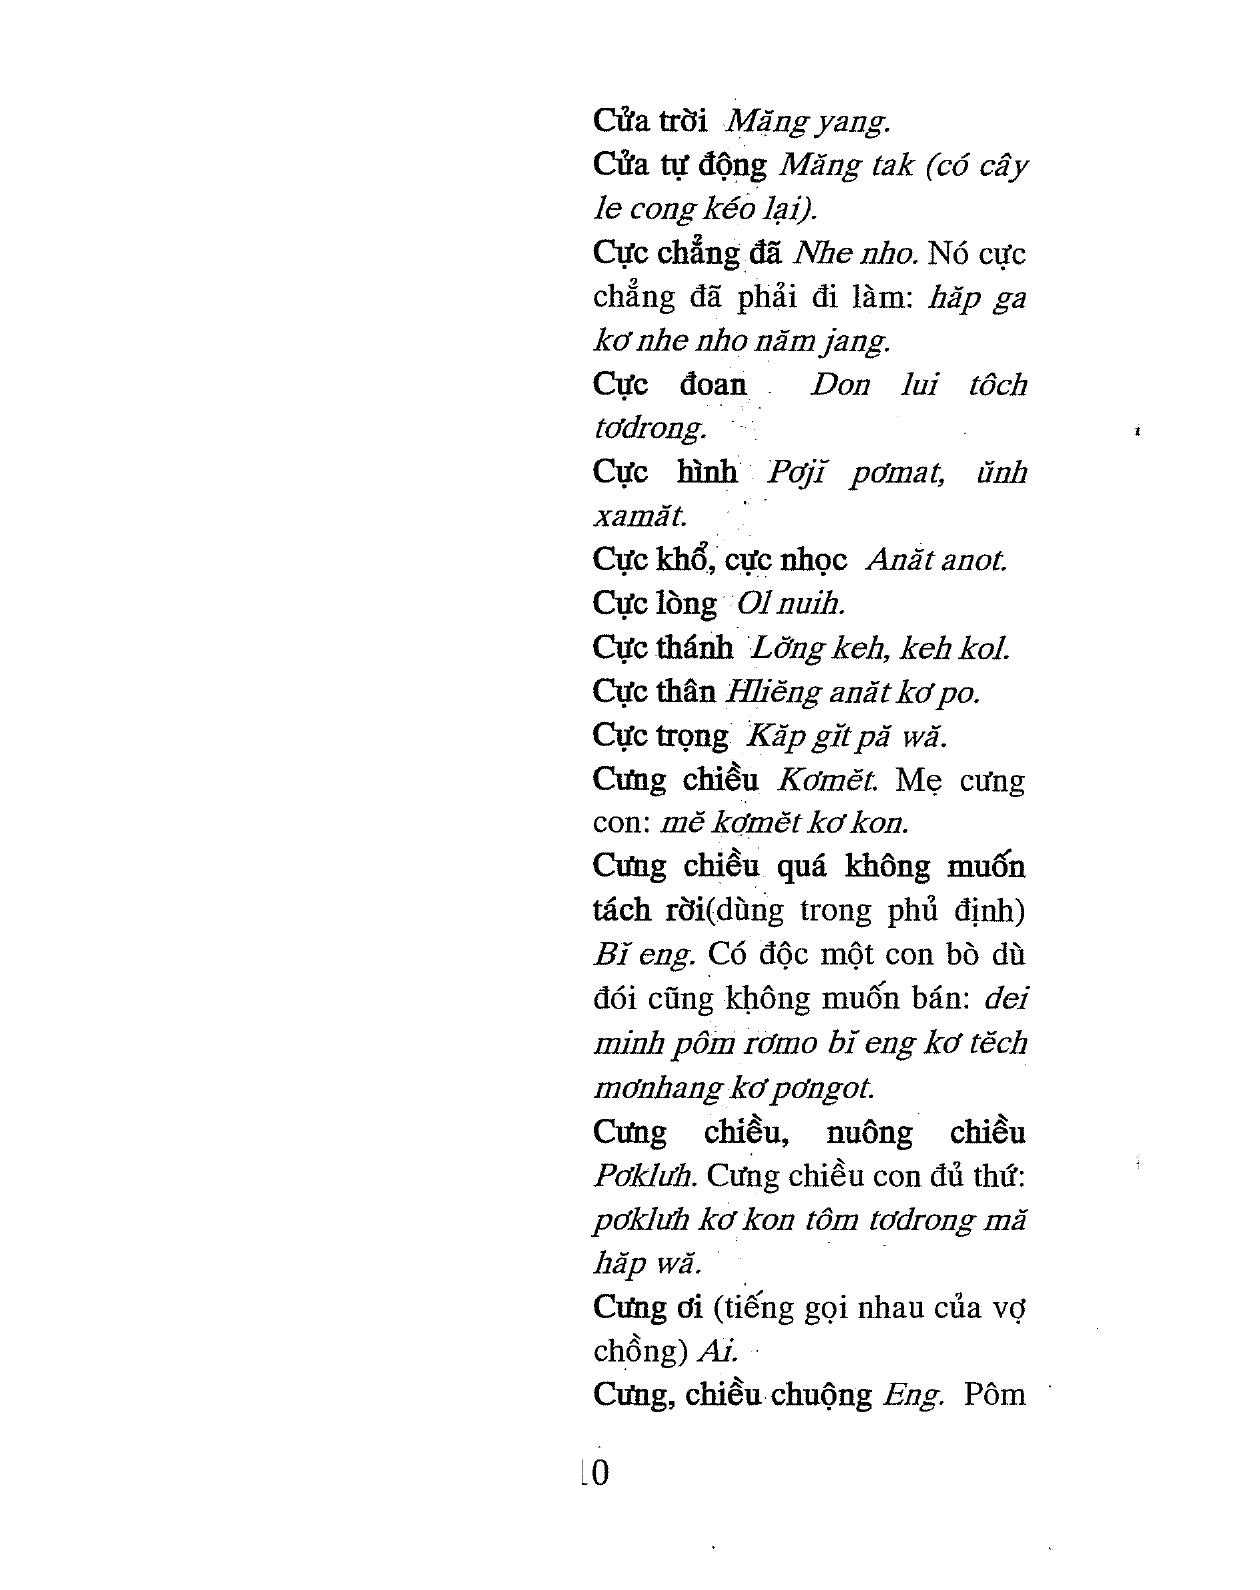 Cửa trời Măng yang.
Cửa tự động Măng tak (có cây
le cong kéo lại).
Cực chẳng đã Nhe nho. Nó cực
chẳng đã phải đi làm: hăp ga
kơ nhe nho năm jang.
Cực đoan Don lui tôch
tơdrong.
Cực hình Pơjĭ pơmat, ŭnh
xamăt.
Cực khổ, cực nhọc Anăt anot.
Cực lòng Ol nuih.
Cực thánh Lỡng keh, keh kol.
Cực thân Hliĕng anăt kơ po.
Cực trọng Kăp gĭt pă wă.
Cưng chiều Kơmĕt. Mẹ cưng
con: mĕ kơmĕt kơ kon.
Cưng chiều quá không muốn
tách rời(dùng trong phủ định)
Bĭ eng. Có độc một con bò dù
đói cũng không muốn bán: dei
minh pôm rơmo bĭ eng kơ tĕch
mơnhang kơ pơngot.
Cưng chiều, nuông chiều
Pơklưh. Cưng chiều con đủ thứ:
pơklưh kơ kon tôm tơdrong mă
hăp wă.
Cưng ơi (tiếng gọi nhau của vợ
chồng) Ai.
Cưng, chiều chuộng Eng. Pôm
0